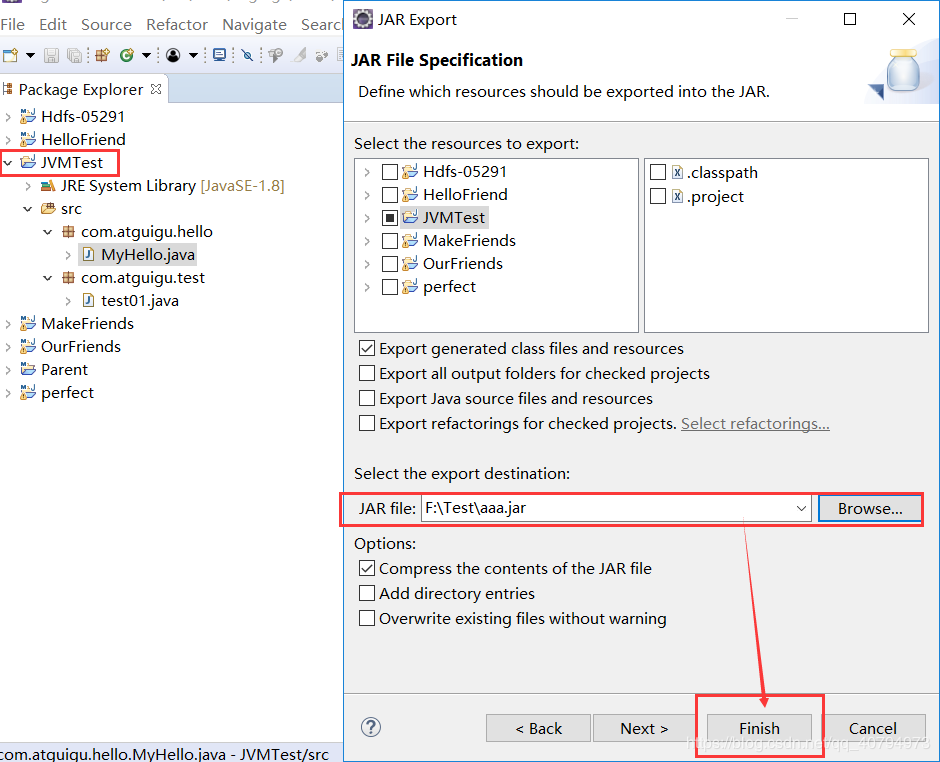 File Edit Source Refactor Navigate Search
Package Explorer
Hdfs-05291
HelloFriend
JVMTest
JRE System Library [JavaSE-1.8]
src
com.atguigu.hello
MyHello.java
com.atguigu.test
test01.java
MakeFriends
OurFriends
Parent
perfect
com.atguigu.hello.MyHello.java - JVMTest/src
JAR Export
JAR File Specification
Define which resources should be exported into the JAR.
Select the resources to export:
Hdfs-05291
HelloFriend
JVMTest
MakeFriends
OurFriends
perfect
.classpath
.project
Export generated class files and resources
Export all output folders for checked projects
Export Java source files and resources
Export refactorings for checked projects. Select refactorings...
Select the export destination:
JAR file: F:\Test\aaa.jar Browse...
Options:
Compress the contents of the JAR file
Add directory entries
Overwrite existing files without warning
< Back Next > Finish Cancel
https://blog.csdn.net/qq_40794973